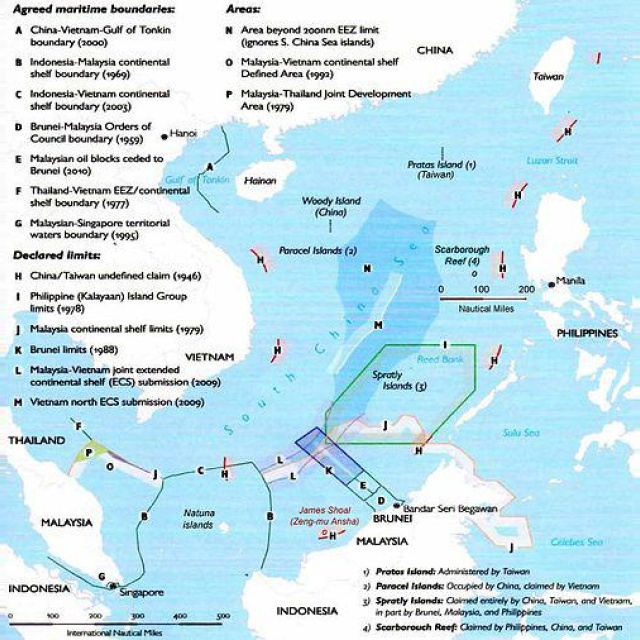 Agreed maritime boundaries:
A China-Vietnam-Gulf of Tonkin
boundary (2000)
B Indonesia-Malaysia continental
shelf boundary (1969)
C Indonesia-Vietnam continental
shelf boundary (2003)
D Brunei-Malaysia Orders of
Council boundary (1959)
E Malaysian oil blocks ceded to
Brunei (2010)
F Thailand-Vietnam EEZ/continental
shelf boundary (1977)
G Malaysian-Singapore territorial
waters boundary (1995)
Declared limits:
H China/Taiwan undefined claim (1946)
I Philippine (Kalayaan) Island Group
limits (1978)
J Malaysia continental shelf limits (1979)
K Brunei limits (1988)
L Malaysia-Vietnam joint extended
continental shelf (ECS) submission (2009)
M Vietnam north ECS submission (2009)
Areas:
N Area beyond 200nm EEZ limit
(ignores S. China Sea islands)
O Malaysia-Vietnam continental shelf
Defined Area (1992)
P Malaysia-Thailand Joint Development
Area (1979)
CHINA
Taiwan
Hanoi
A
Gulf of Tonkin
Hainan
Pratas Island (1)
(Taiwan)
Luzon Strait
H
H
Woody Island
(China)
Paracel Islands (2)
H
N
Scarborough
Reef (4)
H
Manila
0 100 200
Nautical Miles
South China Sea
M
PHILIPPINES
VIETNAM
H
I
Reed Bank
H
Spratly
Islands (3)
J
H
Sulu Sea
THAILAND
F
P
O
J
C
H
L
L
K
E
D
Bandar Seri Begawan
BRUNEI
MALAYSIA
B
Natuna
islands
B
James Shoal
(Zeng-mu Ansha)
H
MALAYSIA
J
Celebes Sea
G
Singapore
INDONESIA
INDONESIA
0 100 200 300 400 500
International Nautical Miles
1) Pratas Island: Administered by Taiwan
2) Paracel Islands: Occupied by China, claimed by Vietnam
3) Spratly Islands: Claimed entirely by China, Taiwan, and Vietnam,
in part by Brunei, Malaysia, and Philippines
4) Scarborough Reef: Claimed by Philippines, China, and Taiwan